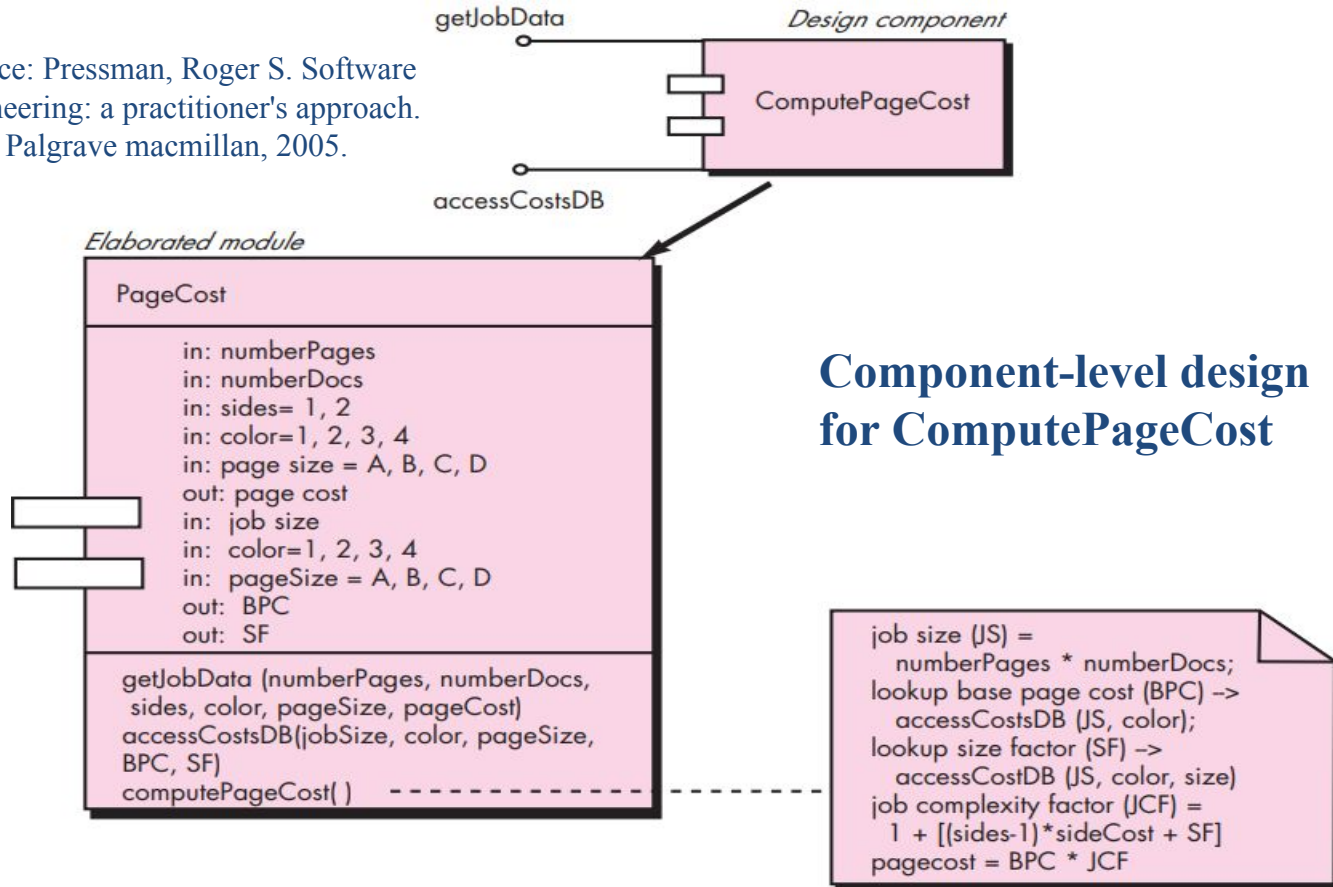 getJobData
Design component
ce: Pressman, Roger S. Software
neering: a practitioner's approach.
Palgrave macmillan, 2005.
ComputePageCost
accessCostsDB
Elaborated module
PageCost
in: numberPages
in: numberDocs
in: sides= 1, 2
in: color=1, 2, 3, 4
in: page size = A, B, C, D
out: page cost
in: job size
in: color=1, 2, 3, 4
in: pageSize = A, B, C, D
out: BPC
out: SF
getJobData (numberPages, numberDocs,
sides, color, pageSize, pageCost)
accessCostsDB(jobSize, color, pageSize,
BPC, SF)
computePageCost( )
Component-level design
for ComputePageCost
job size (JS) =
numberPages * numberDocs;
lookup base page cost (BPC) –>
accessCostsDB (JS, color);
lookup size factor (SF) –>
accessCostDB (JS, color, size)
job complexity factor (JCF) =
1 + [(sides-1)*sideCost + SF]
pagecost = BPC * JCF